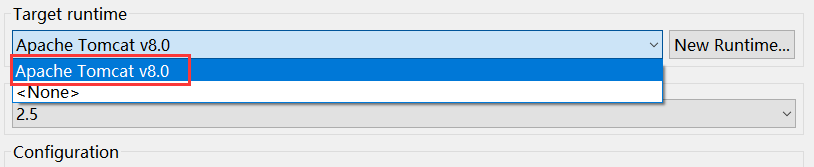 Target runtime
Apache Tomcat v8.0
New Runtime...
Apache Tomcat v8.0
<None>
2.5
Configuration